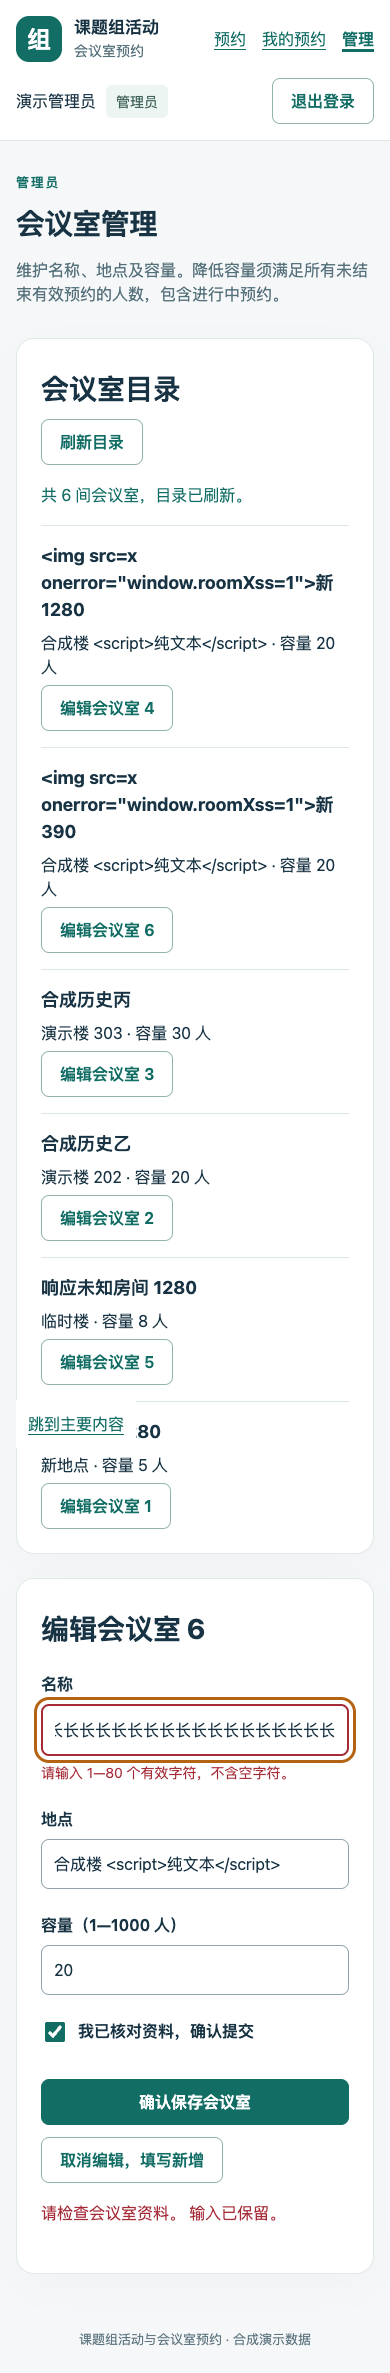 组
课题组活动
会议室预约
预约 我的预约 管理
演示管理员 管理员 退出登录
管理员
会议室管理
维护名称、地点及容量。降低容量须满足所有未结
束有效预约的人数，包含进行中预约。
会议室目录
刷新目录
共 6 间会议室，目录已刷新。
<img src=x
onerror="window.roomXss=1">新
1280
合成楼 <script>纯文本</script> · 容量 20
人
编辑会议室 4
<img src=x
onerror="window.roomXss=1">新
390
合成楼 <script>纯文本</script> · 容量 20
人
编辑会议室 6
合成历史丙
演示楼 303 · 容量 30 人
编辑会议室 3
合成历史乙
演示楼 202 · 容量 20 人
编辑会议室 2
响应未知房间 1280
临时楼 · 容量 8 人
编辑会议室 5
跳到主要内容 80
新地点 · 容量 5 人
编辑会议室 1
编辑会议室 6
名称
长长长长长长长长长长长长长长长长长
请输入 1—80 个有效字符，不含空字符。
地点
合成楼 <script>纯文本</script>
容量（1—1000 人）
20
我已核对资料，确认提交
确认保存会议室
取消编辑，填写新增
请检查会议室资料。 输入已保留。
课题组活动与会议室预约 · 合成演示数据